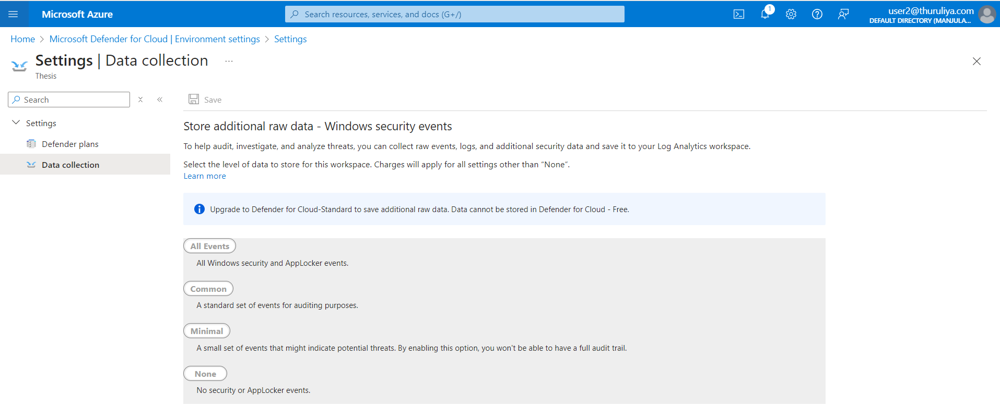 Microsoft Azure
Search resources, services, and docs (G+/)
1
user2@thuruliya.com
DEFAULT DIRECTORY (MANJULA...
Home > Microsoft Defender for Cloud | Environment settings > Settings
Settings | Data collection ...
Thesis
Search
Save
Settings
Defender plans
Data collection
Store additional raw data - Windows security events
To help audit, investigate, and analyze threats, you can collect raw events, logs, and additional security data and save it to your Log Analytics workspace.
Select the level of data to store for this workspace. Charges will apply for all settings other than “None”.
Learn more
Upgrade to Defender for Cloud-Standard to save additional raw data. Data cannot be stored in Defender for Cloud - Free.
All Events
All Windows security and AppLocker events.
Common
A standard set of events for auditing purposes.
Minimal
A small set of events that might indicate potential threats. By enabling this option, you won't be able to have a full audit trail.
None
No security or AppLocker events.